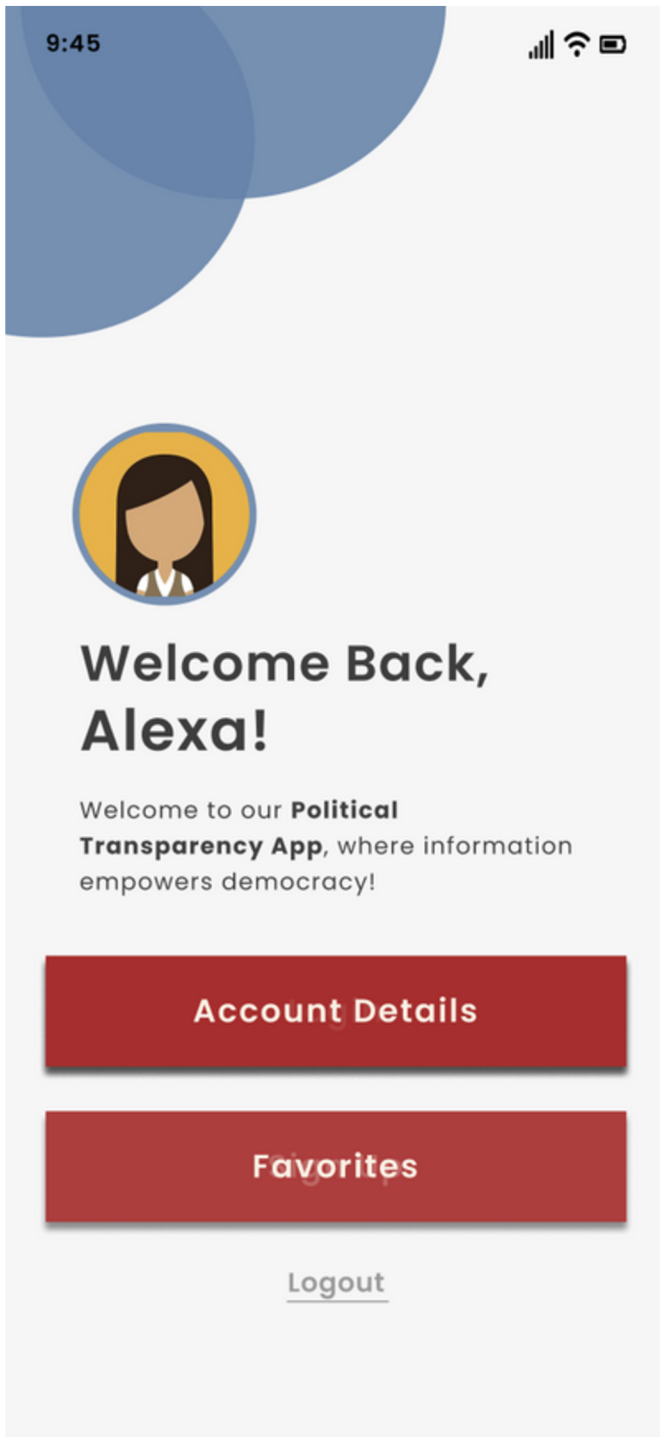 9:45
Welcome Back,
Alexa!
Welcome to our Political
Transparency App, where information
empowers democracy!
Account Details
Favorites
Logout